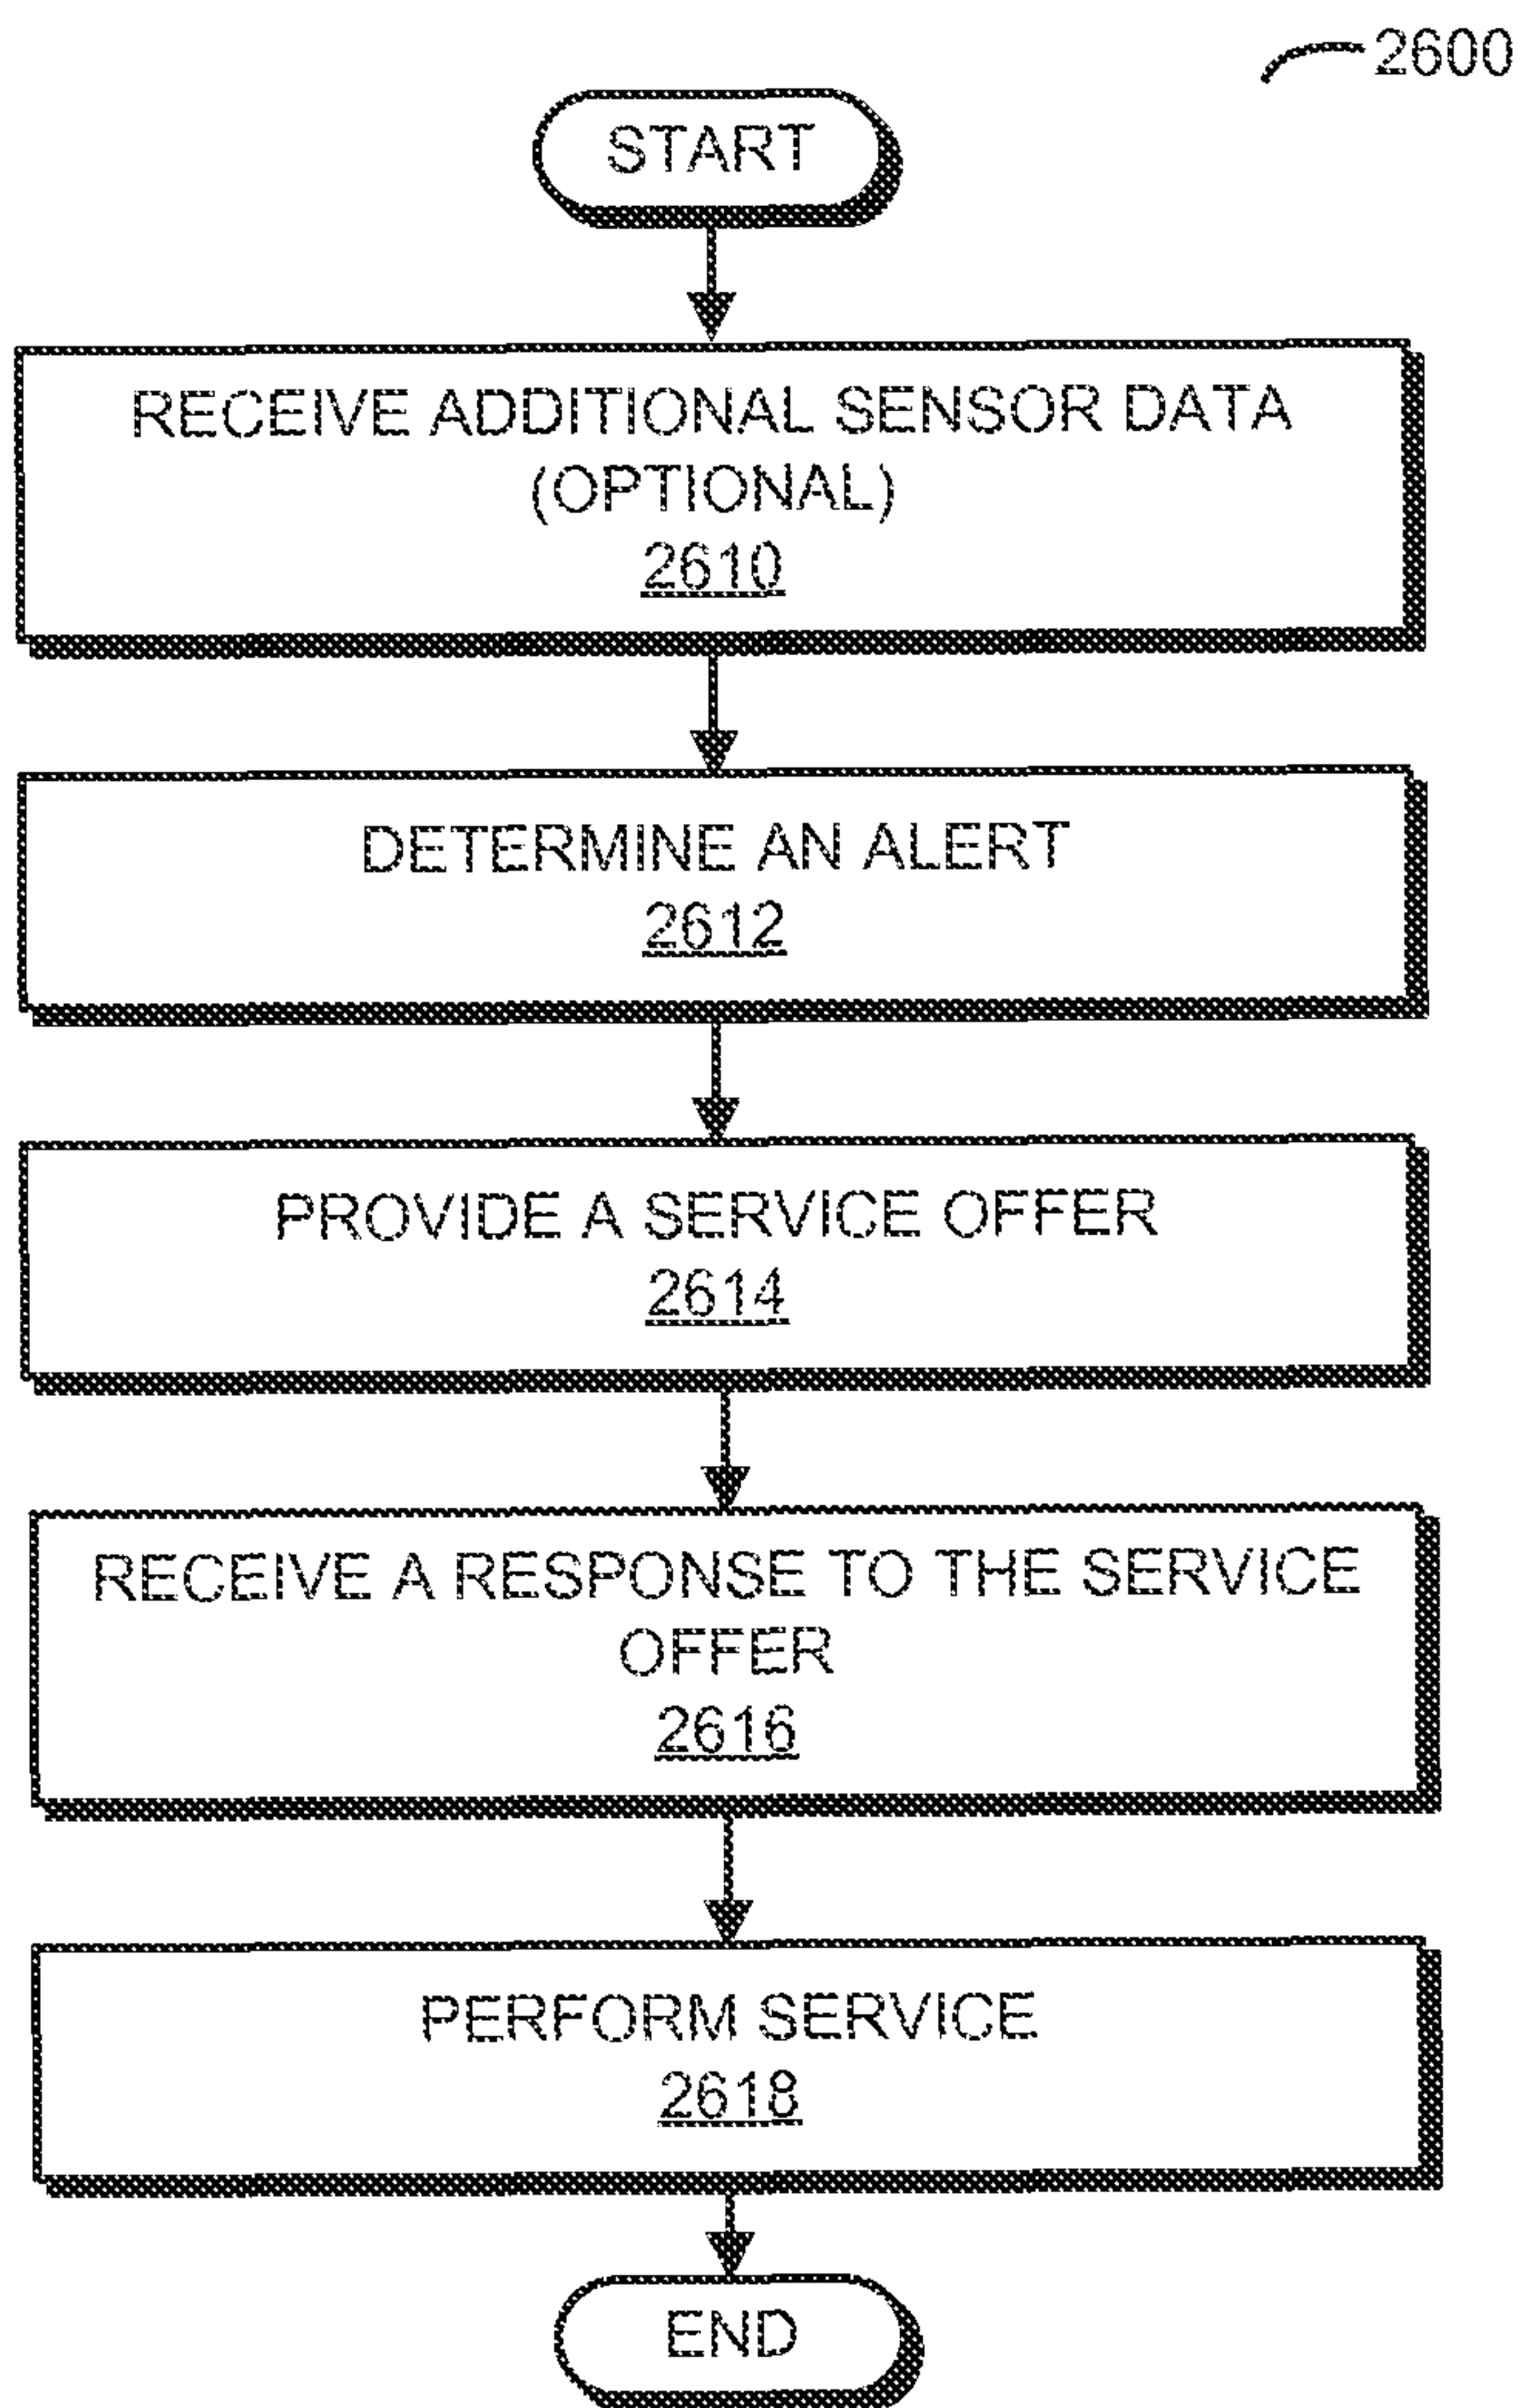 2600
START
RECEIVE ADDITIONAL SENSOR DATA
(OPTIONAL)
2610
DETERMINE AN ALERT
2612
PROVIDE A SERVICE OFFER
2614
RECEIVE A RESPONSE TO THE SERVICE
OFFER
2616
PERFORM SERVICE
2618
END